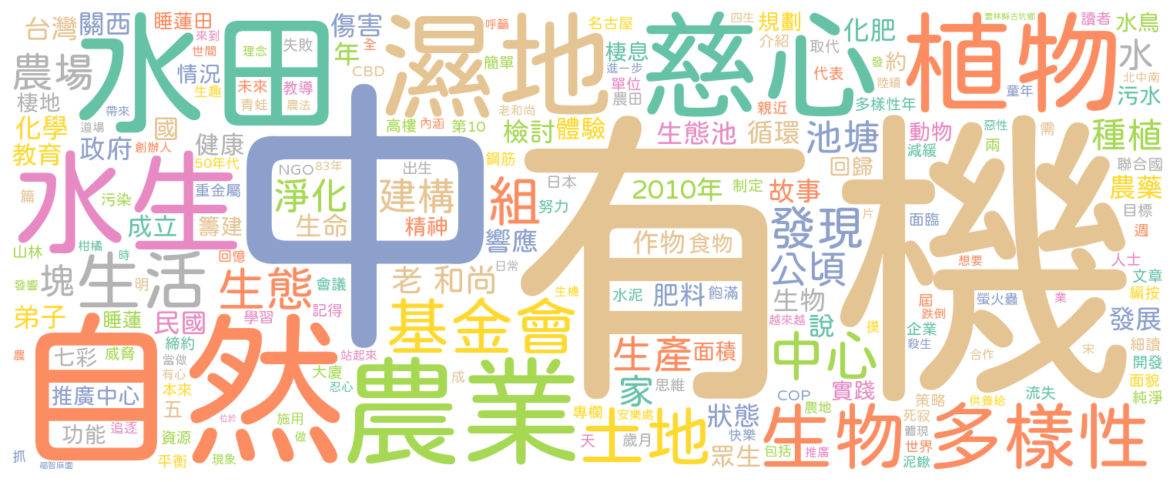 台灣
關西
睡蓮田
傷害
呼籲
名古屋
四生
規劃
化肥
雲林縣古坑鄉
讀者
水鳥
來到
水田
世間
理念
失敗
年
全
濕地
簡單
棲息
慈心
介紹
取代
發
約
植物
水
農場
情況
未來
教導
CBD
進一步
單位
代表
陸續
北中南
棲地
生趣
青蛙
農法
農田
親近
多樣性年
童年
污水
帶來
老和尚
化學
道場
國
創辦人
健康
高樓
內涵
第10
檢討
體驗
生態池
循環
池塘
動物
惡性
需
種植
教育
政府
50年代
NGO
83年
出生
鋼筋
減緩
兩
聯合國
水生
篇
污染
重金屬
中
淨化
建構
日本
有機
2010年
制定
回歸
農藥
成立
籌建
生命
精神
組
努力
故事
片
面臨
目標
週
山林
柑橘
時
回憶
響應
作物
食物
發現
想要
人士
發響
明
塊
生活
生態
會議
老和尚
日常
公頃
文章
編按
弟子
睡蓮
民國
學習
記得
基金會
生機
水泥
肥料
飽滿
生物
越來越
說
摸
屆
跌倒
螢火蟲
業
發展
農
自然
七彩
威脅
締約
當做
站起來
農業
生產
面積
中心
企業
殺生
合作
宋
細讀
開發
推廣中心
有心
本來
大廈
忍心
成
家
思維
COP
實踐
供養給
流失
面貌
純淨
功能
追逐
五
位於
施用
專欄
安樂處
狀態
農地
策略
死寂
體現
生物多樣性
抓
福智麻園
資源
平衡
現象
做
天
歲月
土地
快樂
眾生
包括
推廣
世界
泥鰍